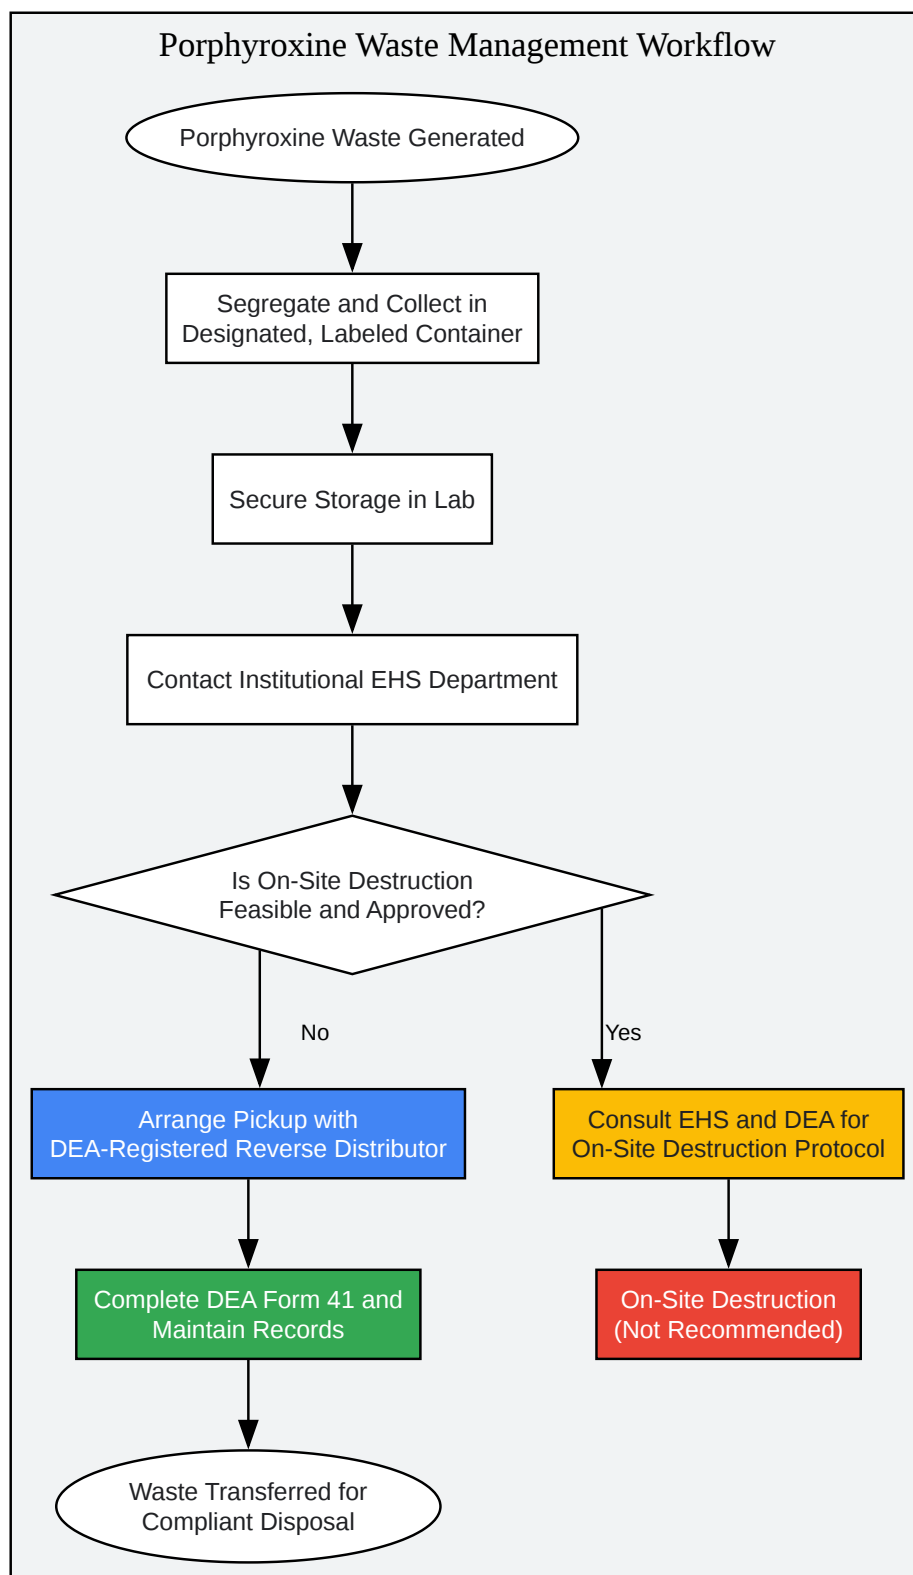 Porphyroxine Waste Management Workflow
Porphyroxine Waste Generated
Segregate and Collect in
Designated, Labeled Container
Secure Storage in Lab
Contact Institutional EHS Department
Is On-Site Destruction
Feasible and Approved?
No
Yes
Arrange Pickup with
DEA-Registered Reverse Distributor
Consult EHS and DEA for
On-Site Destruction Protocol
Complete DEA Form 41 and
Maintain Records
On-Site Destruction
(Not Recommended)
Waste Transferred for
Compliant Disposal